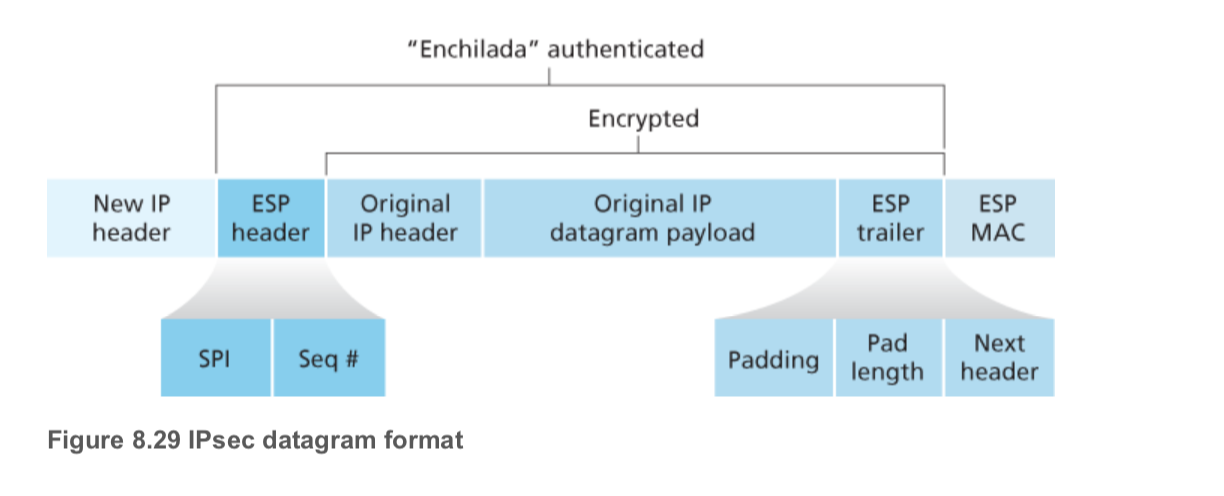 “Enchilada” authenticated
Encrypted
New IP
header
ESP
header
Original
IP header
Original IP
datagram payload
ESP
trailer
ESP
MAC
SPI
Seq #
Padding
Pad
length
Next
header
Figure 8.29 IPsec datagram format